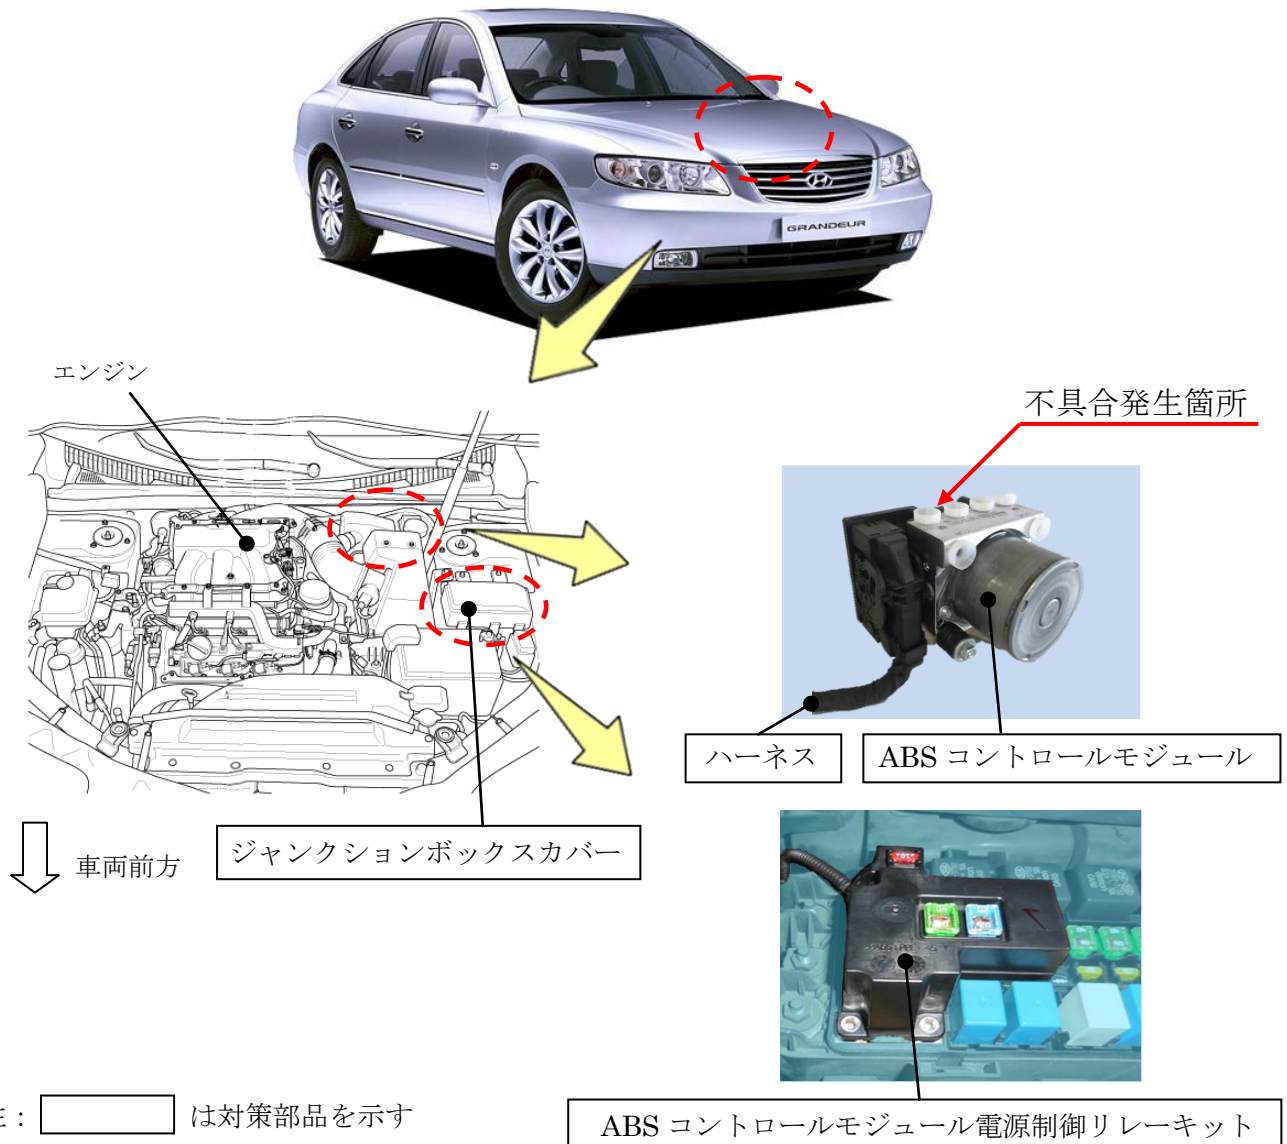 GRANDEUR
エンジン
不具合発生箇所
ハーネス
ABS コントロールモジュール
ジャンクションボックスカバー
車両前方
ABS コントロールモジュール電源制御リレーキット
は対策部品を示す